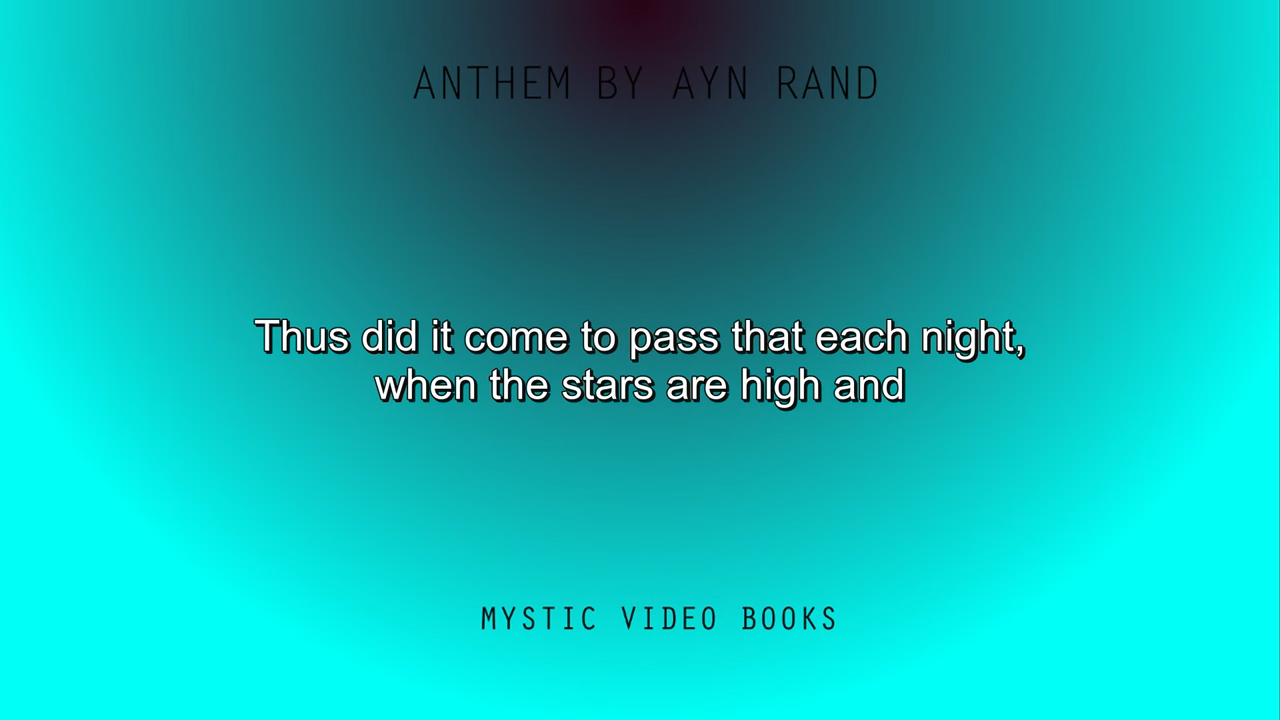 ANTHEM BY AYN RAND
Thus did it come to pass that each night,
when the stars are high and
MYSTIC VIDEO BOOKS